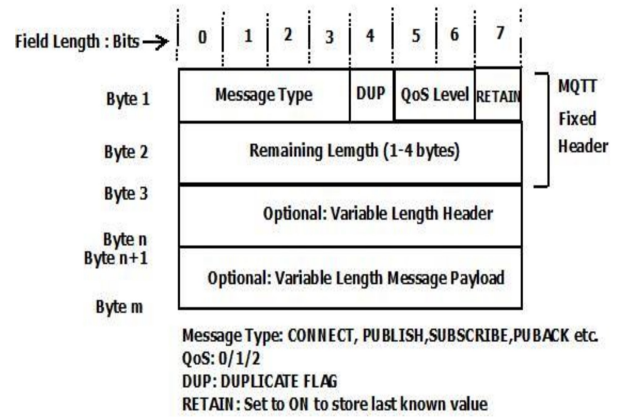 Field Length : Bits → 0 1 2 3 4 5 6 7
Byte 1 Message Type DUP QoS Level RETAIN
MQTT
Fixed
Header
Byte 2 Remaining Lemgth (1-4 bytes)
Byte 3
Optional: Variable Length Header
Byte n
Byte n+1
Optional: Variable Length Message Payload
Byte m
Message Type: CONNECT, PUBLISH,SUBSCRIBE,PUBACK etc.
QoS: 0/1/2
DUP: DUPLICATE FLAG
RETAIN: Set to ON to store last known value